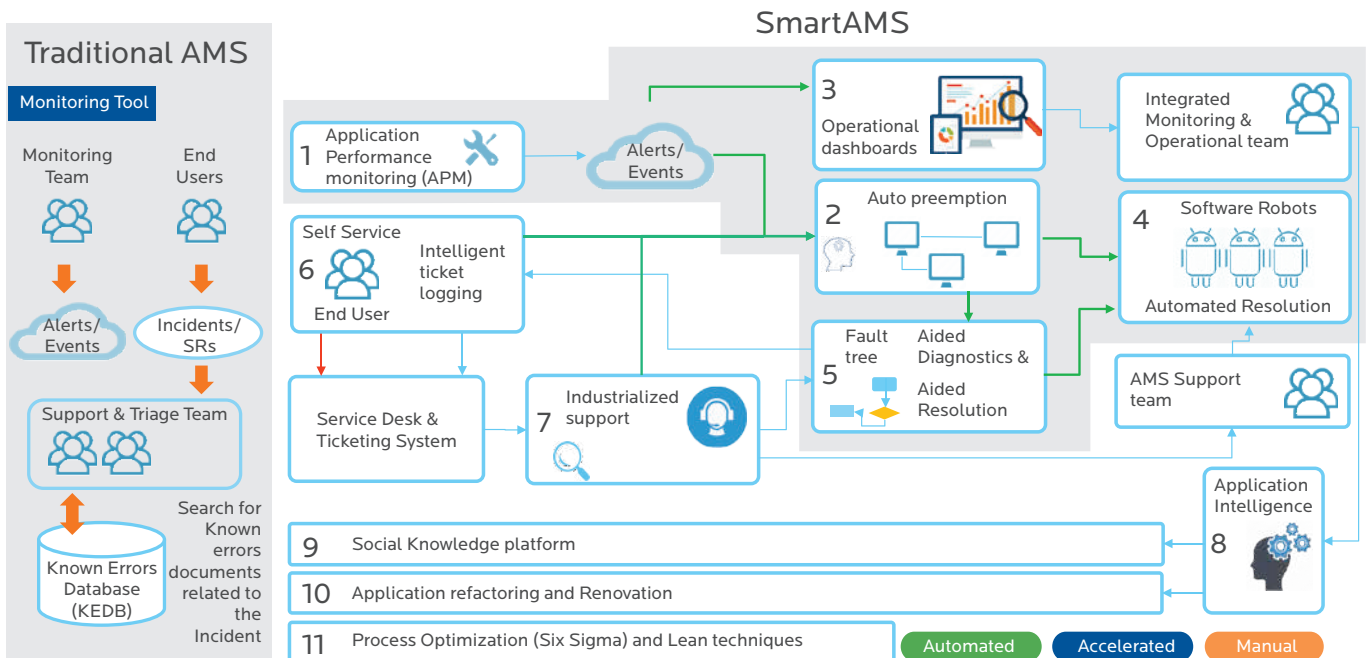 SmartAMS
Traditional AMS
Monitoring Tool
Monitoring
Team
End
Users
Alerts/
Events
Incidents/
SRs
Support & Triage Team
Known Errors
Database
(KEDB)
Search for
Known
errors
documents
related to
the
Incident
1
Application
Performance
monitoring (APM)
Alerts/
Events
3
Operational
dashboards
Integrated
Monitoring &
Operational team
Self Service
6
End User
Intelligent
ticket
logging
2
Auto preemption
4
Software Robots
Automated Resolution
Service Desk &
Ticketing System
7
Industrialized
support
Fault
tree
5
Aided
Diagnostics &
Aided
Resolution
AMS Support
team
Application
Intelligence
8
9
Social Knowledge platform
10
Application refactoring and Renovation
11
Process Optimization (Six Sigma) and Lean techniques
Automated
Accelerated
Manual